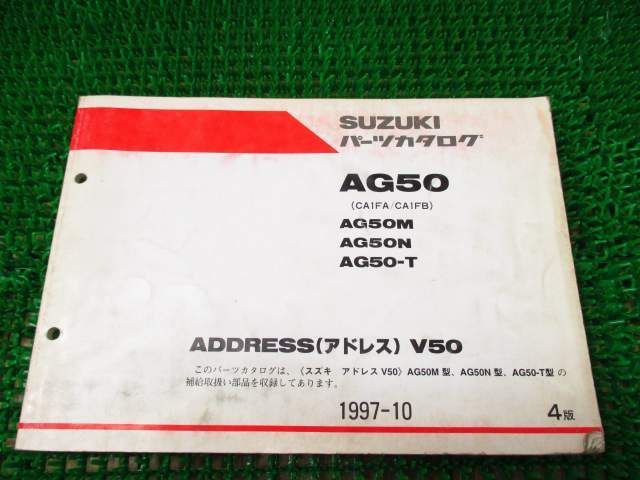 SUZUKI
パーツカタログ
AG50
(CA1FA/CA1FB)
AG50M
AG50N
AG50-T
ADDRESS(アドレス) V50
このパーツカタログは、〈スズキ アドレス V50〉AG50M型、AG50N型、AG50-T型の
補給取扱い部品を収録してあります。
1997-10
4版